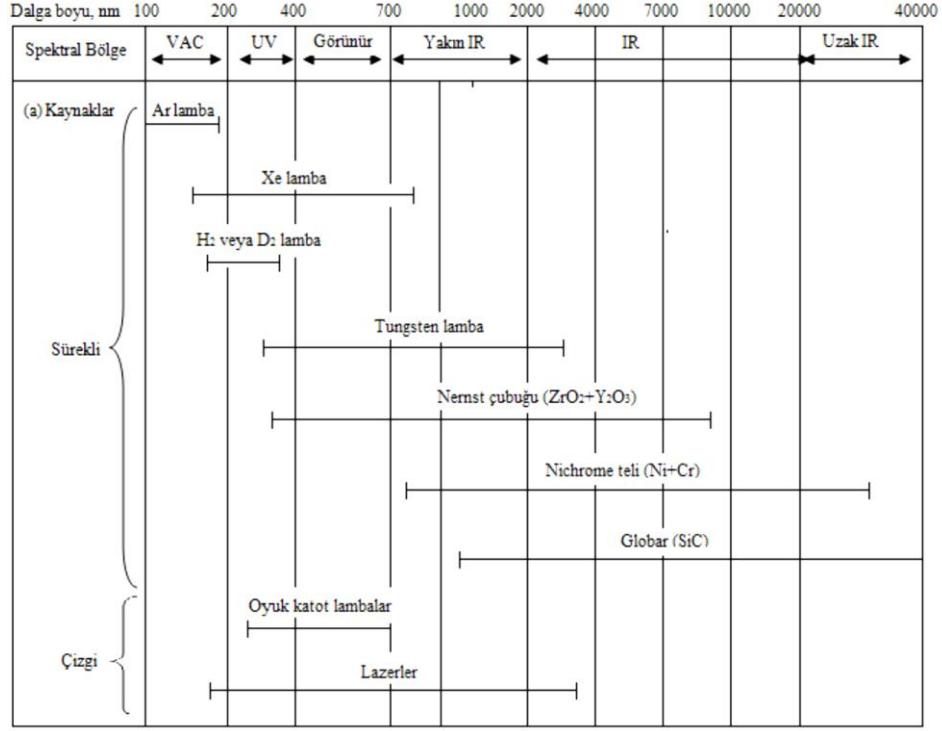 Dalga boyu, nm 100 200 400 700 1000 2000 4000 7000 10000 20000 40000
Spektral Bölge VAC UV Görünür Yakın IR IR Uzak IR
(a) Kaynaklar Ar lamba
Xe lamba
H₂ veya D₂ lamba
Tungsten lamba
Sürekli
Nernst çubuğu (ZrO₂+Y₂O₃)
Nichrome teli (Ni+Cr)
Globar (SiC)
Oyuk katot lambalar
Çizgi
Lazerler